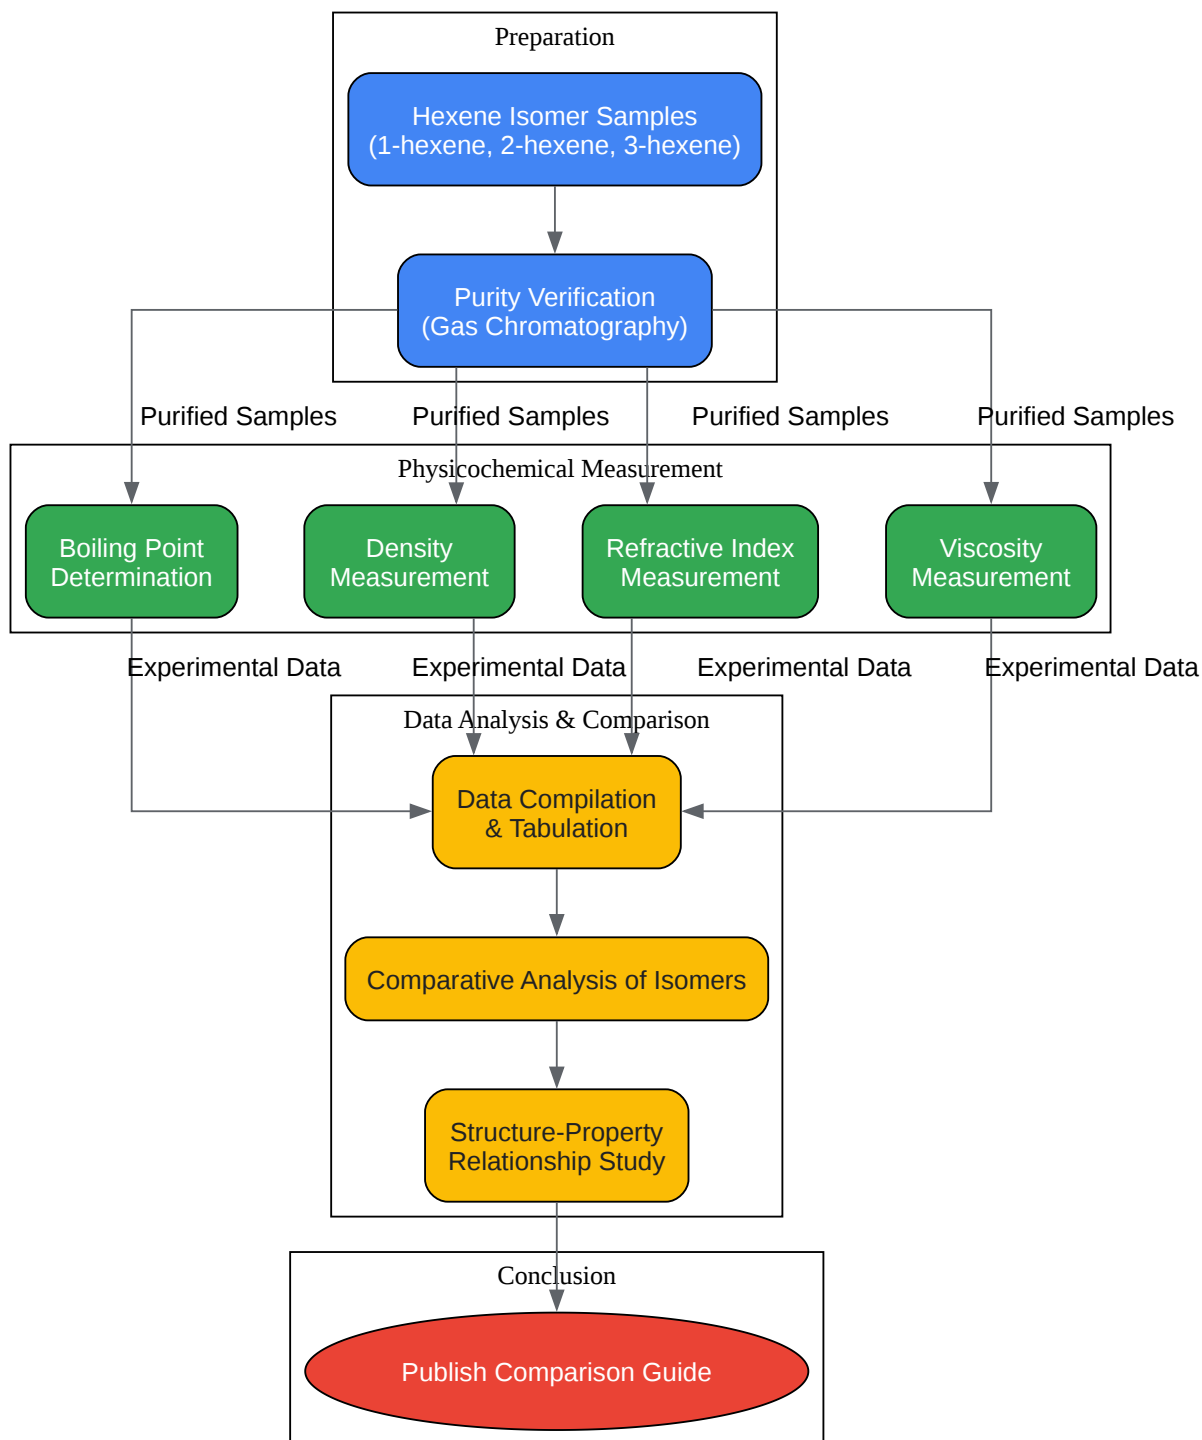 Preparation
Hexene Isomer Samples
(1-hexene, 2-hexene, 3-hexene)
Purity Verification
(Gas Chromatography)
Purified Samples
Purified Samples
Purified Samples
Purified Samples
Physicochemical Measurement
Boiling Point
Determination
Density
Measurement
Refractive Index
Measurement
Viscosity
Measurement
Experimental Data
Experimental Data
Experimental Data
Experimental Data
Data Analysis & Comparison
Data Compilation
& Tabulation
Comparative Analysis of Isomers
Structure-Property
Relationship Study
Conclusion
Publish Comparison Guide